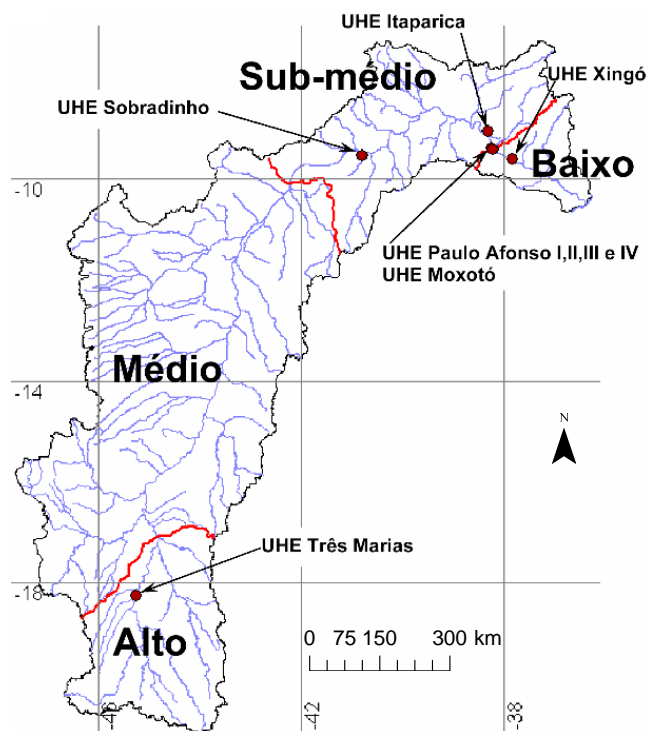 UHE Itaparica
Sub-médio
UHE Xingó
UHE Sobradinho
Baixo
-10
UHE Paulo Afonso I,II,III e IV
UHE Moxotó
Médio
-14
N
UHE Três Marias
-18
Alto
0 75 150 300 km
-46
-42
-38